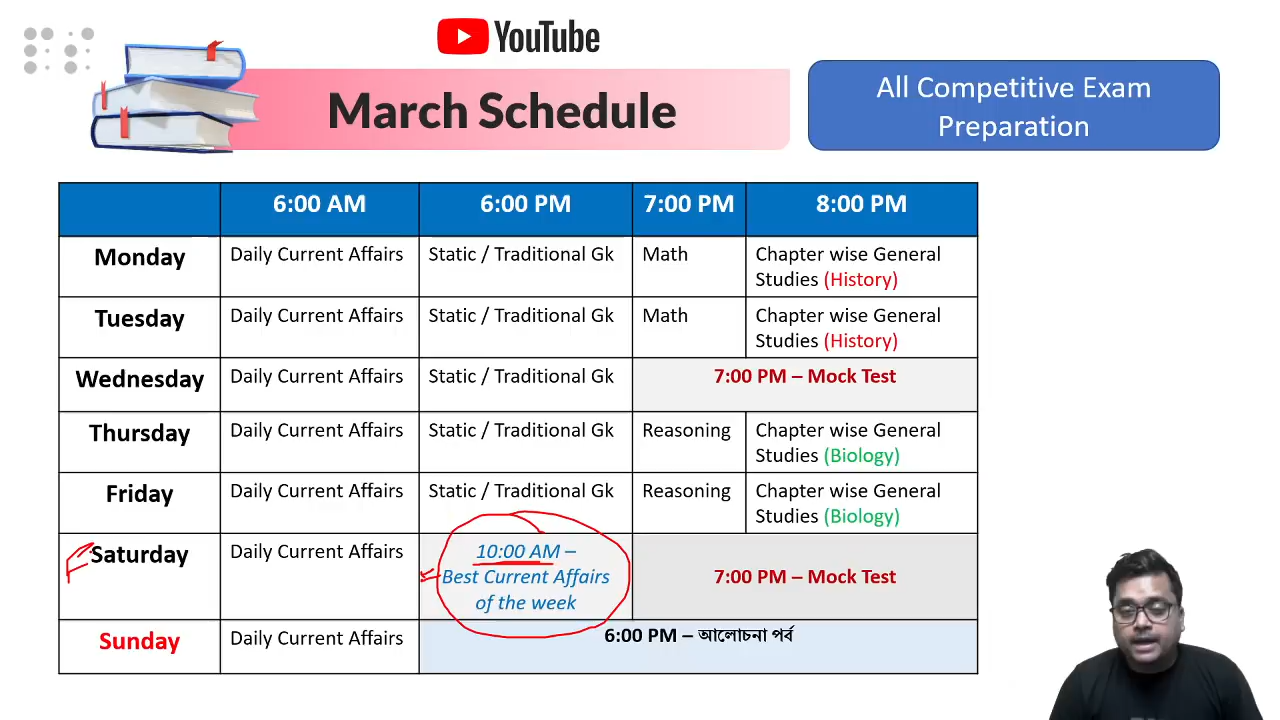 YouTube
March Schedule
All Competitive Exam
Preparation
6:00 AM 6:00 PM 7:00 PM 8:00 PM
Monday Daily Current Affairs Static / Traditional Gk Math Chapter wise General
Studies (History)
Tuesday Daily Current Affairs Static / Traditional Gk Math Chapter wise General
Studies (History)
Wednesday Daily Current Affairs Static / Traditional Gk 7:00 PM – Mock Test
Thursday Daily Current Affairs Static / Traditional Gk Reasoning Chapter wise General
Studies (Biology)
Friday Daily Current Affairs Static / Traditional Gk Reasoning Chapter wise General
Studies (Biology)
Saturday Daily Current Affairs 10:00 AM –
Best Current Affairs 7:00 PM – Mock Test
of the week
Sunday Daily Current Affairs 6:00 PM – আলোচনা পর্ব